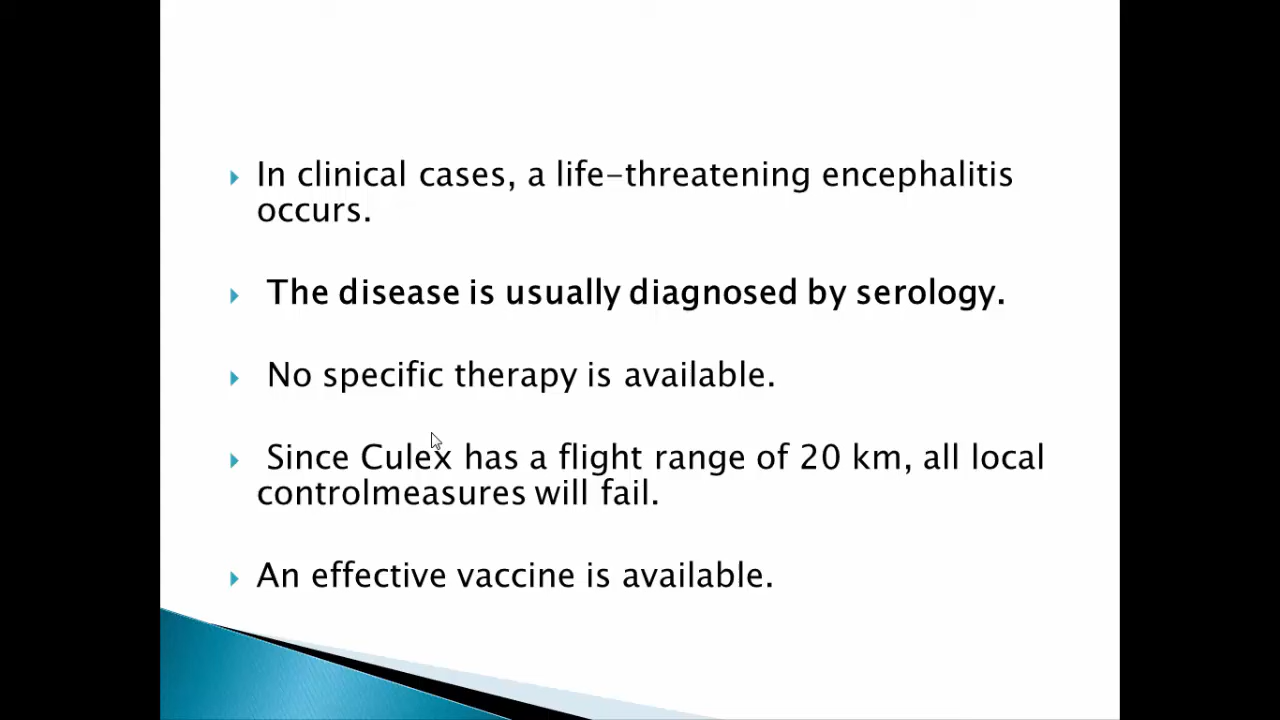 In clinical cases, a life-threatening encephalitis
occurs.
The disease is usually diagnosed by serology.
No specific therapy is available.
Since Culex has a flight range of 20 km, all local
controlmeasures will fail.
An effective vaccine is available.